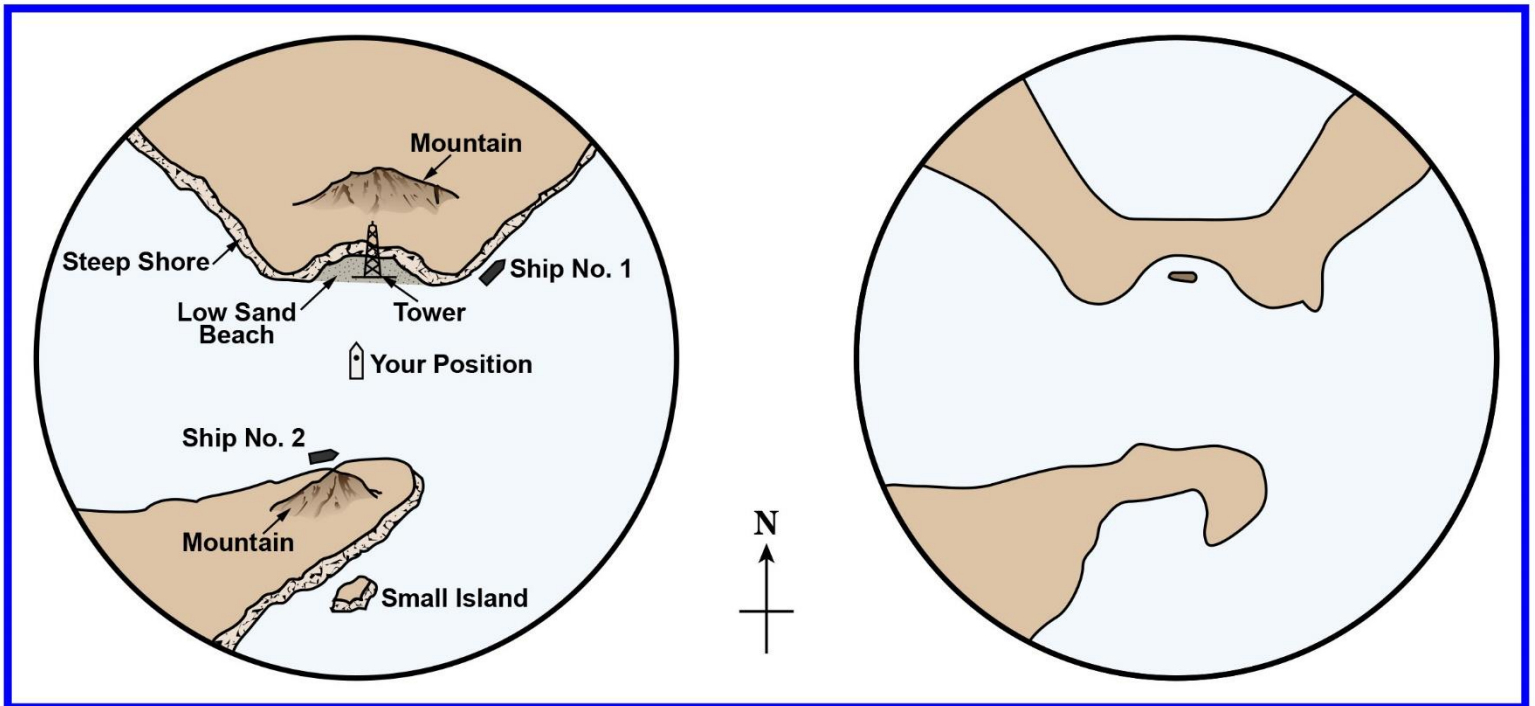 Mountain
Steep Shore
Ship No. 1
Low Sand
Beach
Tower
Your Position
Ship No. 2
Mountain
Small Island
N